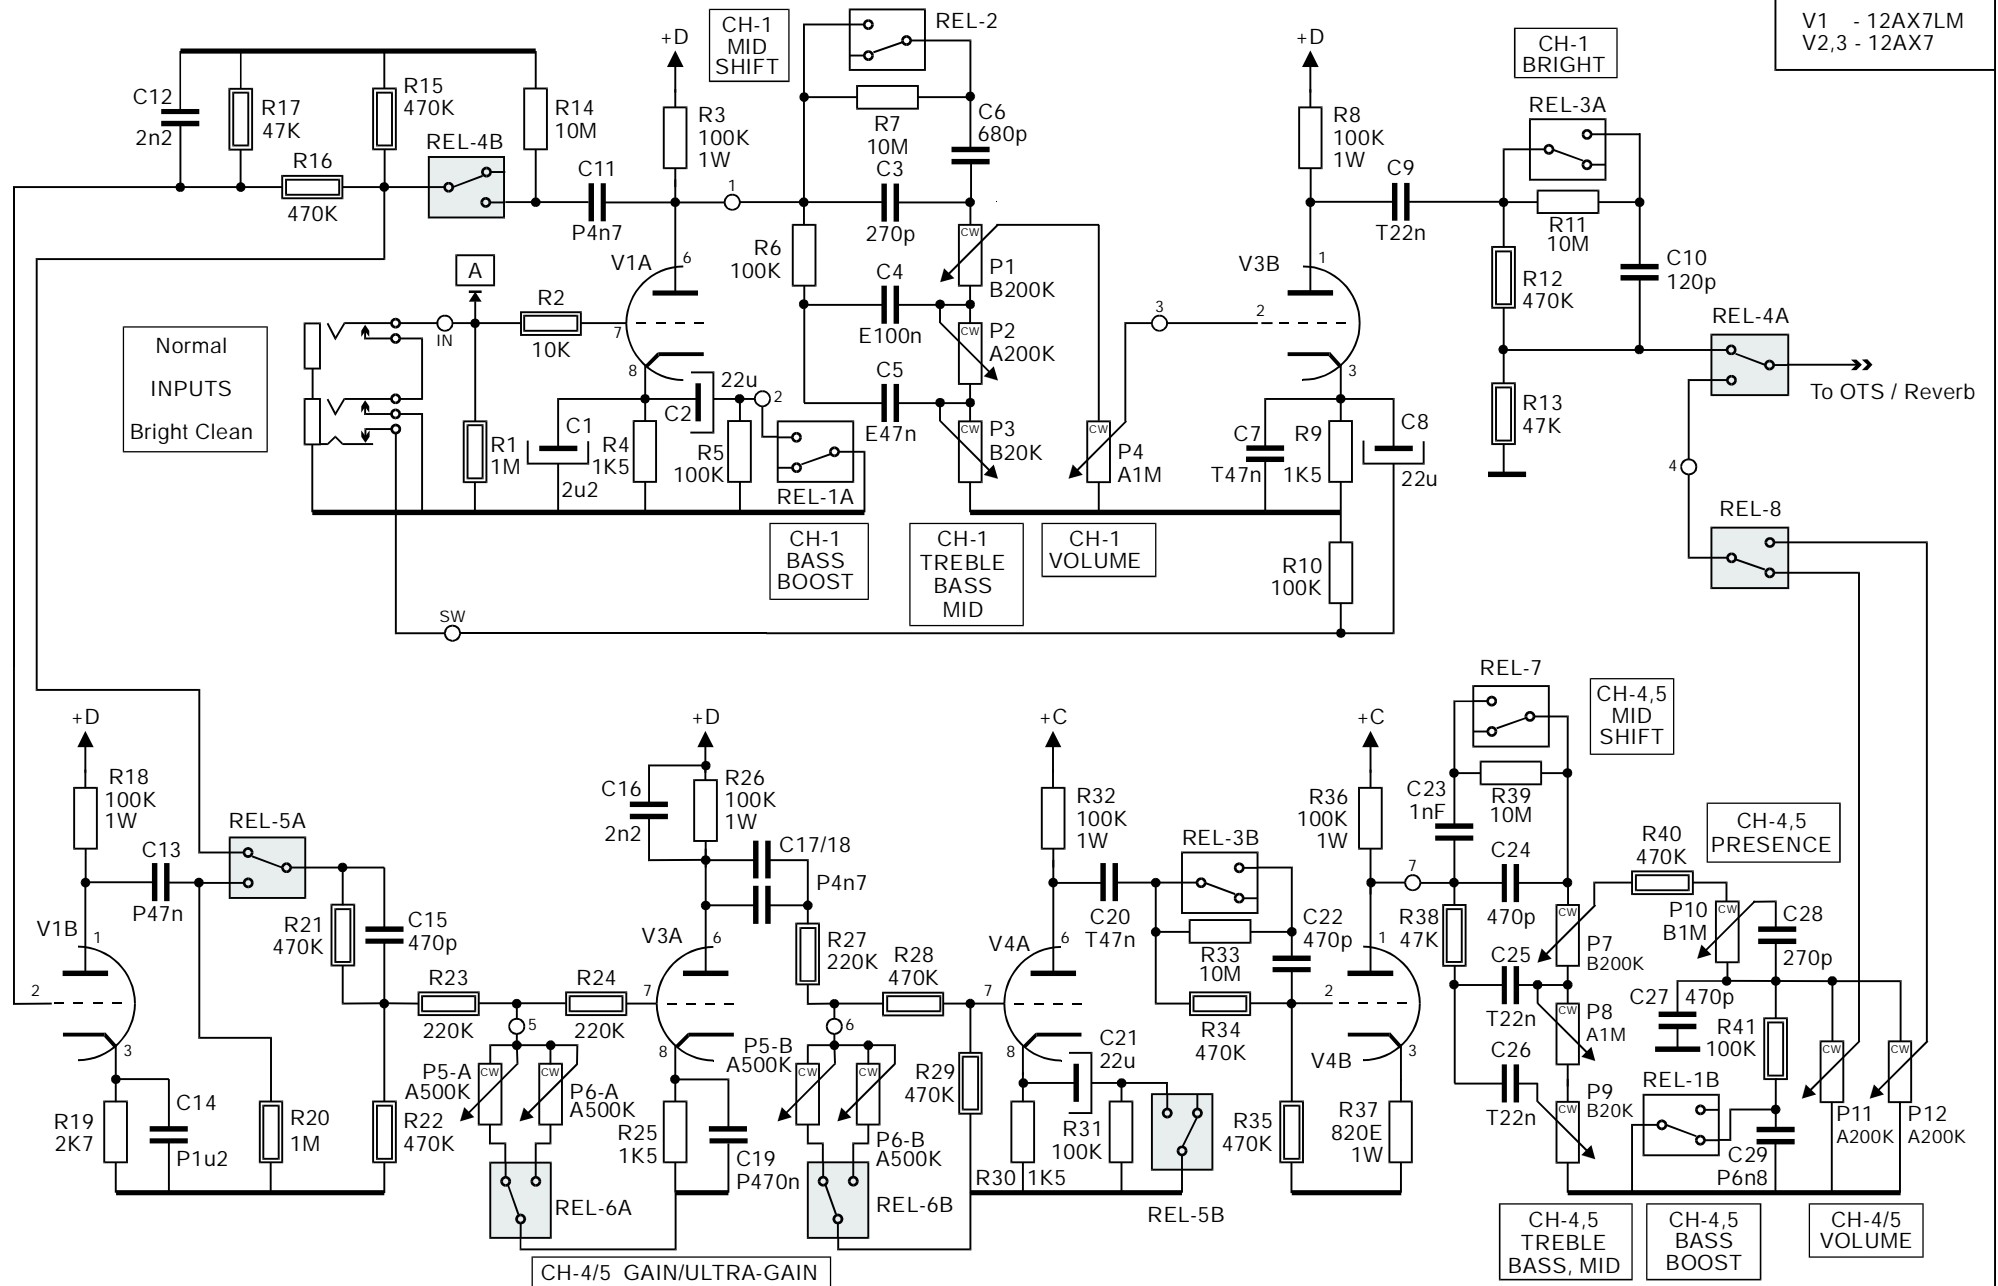 V1 - 12AX7LM
V2,3 - 12AX7
CH-1
MID
SHIFT
REL-2
+D
+D
CH-1
BRIGHT
REL-3A
C12
2n2
R17
47K
R15
470K
R14
10M
REL-4B
R16
470K
C11
P4n7
R3
100K
1W
R7
10M
C6
680p
C3
270p
1
R8
100K
1W
C9
T22n
R11
10M
R12
470K
C10
120p
REL-4A
To OTS / Reverb
R13
47K
4
REL-8
Normal
INPUTS
Bright Clean
IN
A
R2
10K
V1A
6
7
8
R6
100K
C4
E100n
C5
E47n
CW
P1
B200K
CW
P2
A200K
CW
P3
B20K
CW
P4
A1M
3
V3B
1
2
3
R1
1M
C1
2u2
R4
1K5
C2
22u
R5
100K
2
REL-1A
C7
T47n
R9
1K5
C8
22u
R10
100K
CH-1
BASS
BOOST
CH-1
TREBLE
BASS
MID
CH-1
VOLUME
SW
+D
R18
100K
1W
C13
P47n
REL-5A
V1B
1
2
3
R19
2K7
C14
P1u2
R20
1M
R21
470K
C15
470p
R22
470K
R23
220K
5
R24
220K
+D
C16
2n2
R26
100K
1W
C17/18
P4n7
V3A
6
7
8
P5-A
A500K
CW
CW
P6-A
A500K
REL-6A
R25
1K5
C19
P470n
R27
220K
6
P5-B
A500K
CW
CW
P6-B
A500K
REL-6B
R28
470K
R29
470K
CH-4/5 GAIN/ULTRA-GAIN
+C
R32
100K
1W
C20
T47n
V4A
6
7
8
R30 1K5
C21
22u
R31
100K
REL-5B
REL-3B
R33
10M
C22
470p
R34
470K
R35
470K
+C
R36
100K
1W
7
V4B
1
2
3
R37
820E
1W
REL-7
CH-4,5
MID
SHIFT
C23
1nF
R39
10M
C24
470p
R38
47K
C25
T22n
C26
T22n
CW
P7
B200K
CW
P8
A1M
CW
P9
B20K
R40
470K
CH-4,5
PRESENCE
P10
B1M
CW
C28
270p
C27
470p
R41
100K
REL-1B
C29
P6n8
CW
P11
A200K
CW
P12
A200K
CH-4,5
TREBLE
BASS, MID
CH-4,5
BASS
BOOST
CH-4/5
VOLUME